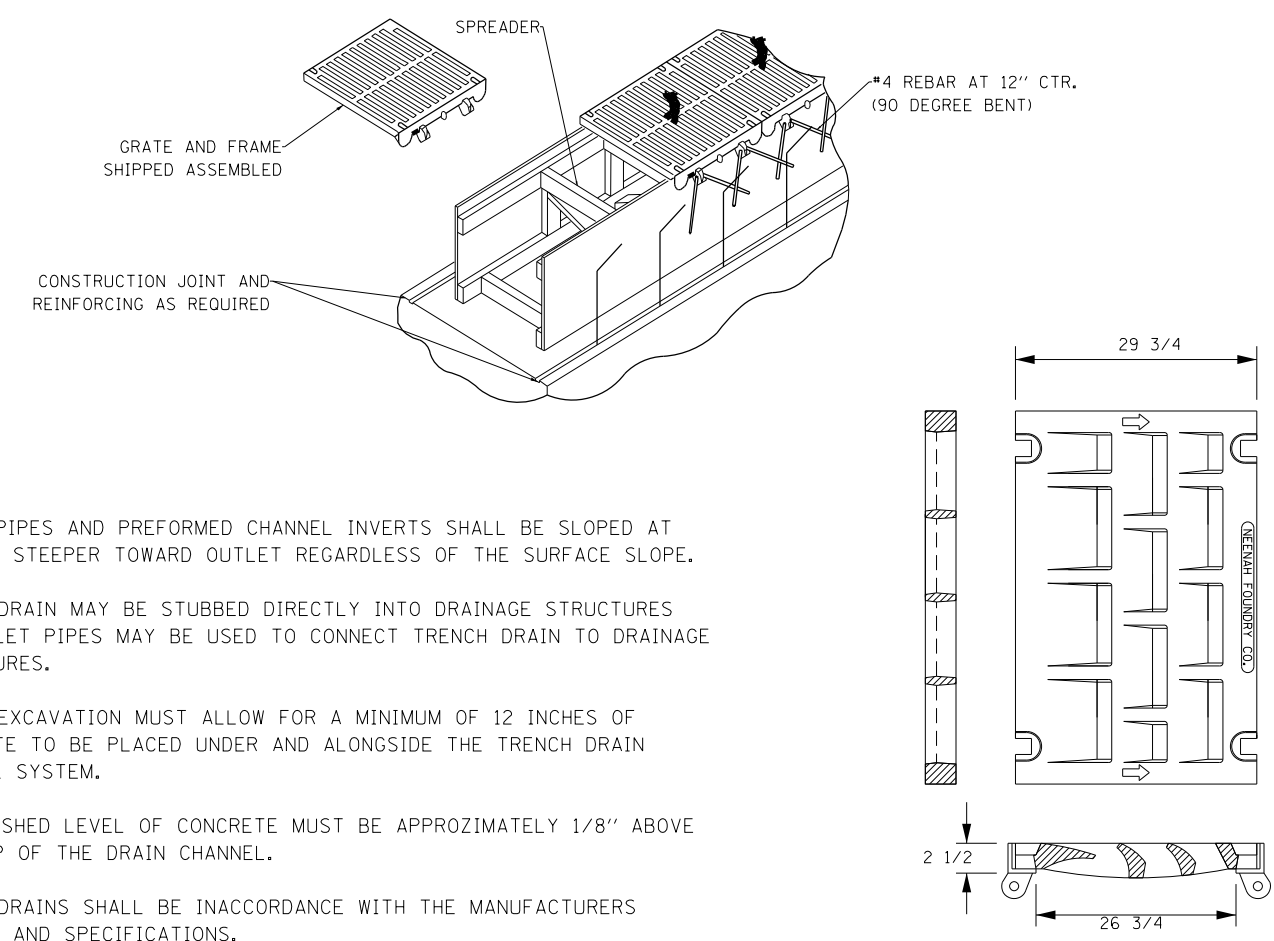 SPREADER
#4 REBAR AT 12'' CTR.
(90 DEGREE BENT)
GRATE AND FRAME
SHIPPED ASSEMBLED
CONSTRUCTION JOINT AND
REINFORCING AS REQUIRED
29 3/4
NEENAH FOUNDRY CO.
2 1/2
26 3/4
PIPES AND PREFORMED CHANNEL INVERTS SHALL BE SLOPED AT
STEEPER TOWARD OUTLET REGARDLESS OF THE SURFACE SLOPE.
DRAIN MAY BE STUBBED DIRECTLY INTO DRAINAGE STRUCTURES
LET PIPES MAY BE USED TO CONNECT TRENCH DRAIN TO DRAINAGE
URES.
EXCAVATION MUST ALLOW FOR A MINIMUM OF 12 INCHES OF
TE TO BE PLACED UNDER AND ALONGSIDE THE TRENCH DRAIN
SYSTEM.
SHED LEVEL OF CONCRETE MUST BE APPROZIMATELY 1/8'' ABOVE
P OF THE DRAIN CHANNEL.
DRAINS SHALL BE INACCORDANCE WITH THE MANUFACTURERS
AND SPECIFICATIONS.